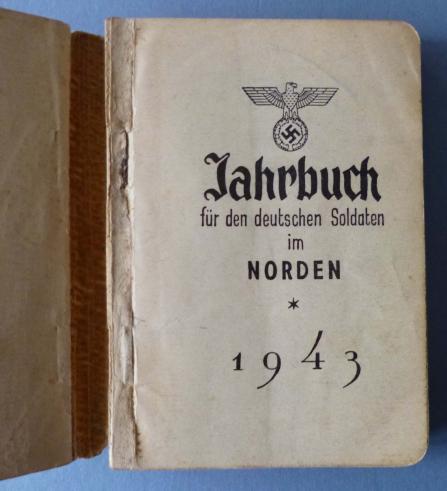 Jahrbuch
für den deutschen Soldaten
im
NORDEN
*
1943